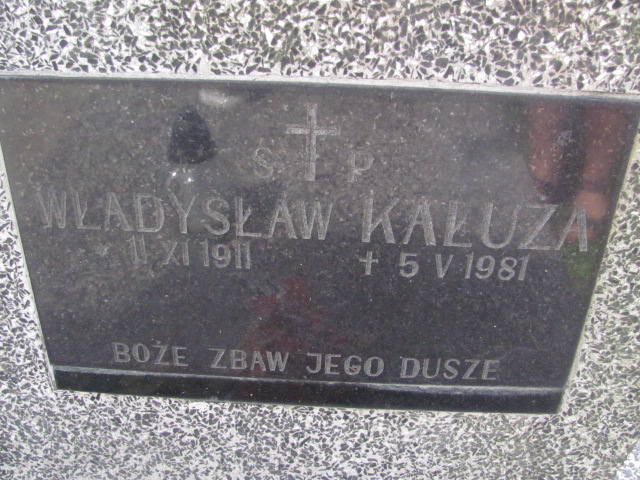 S P
WŁADYSŁAW KAŁUZA
* 11 XI 1911 + 5 V 1981
BOŻE ZBAW JEGO DUSZE